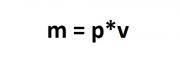 m = p*v